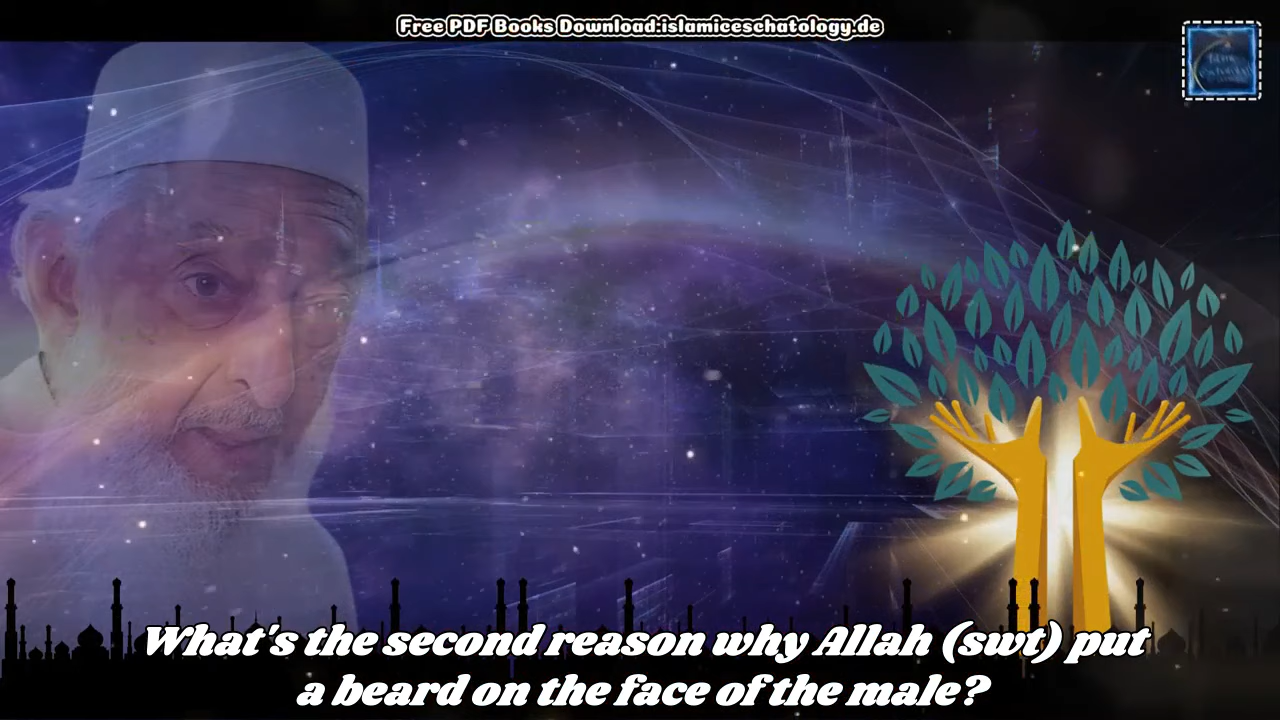 Free PDF Books Download:islamiceschatology.de
What's the second reason why Allah (swt) put
a beard on the face of the male?